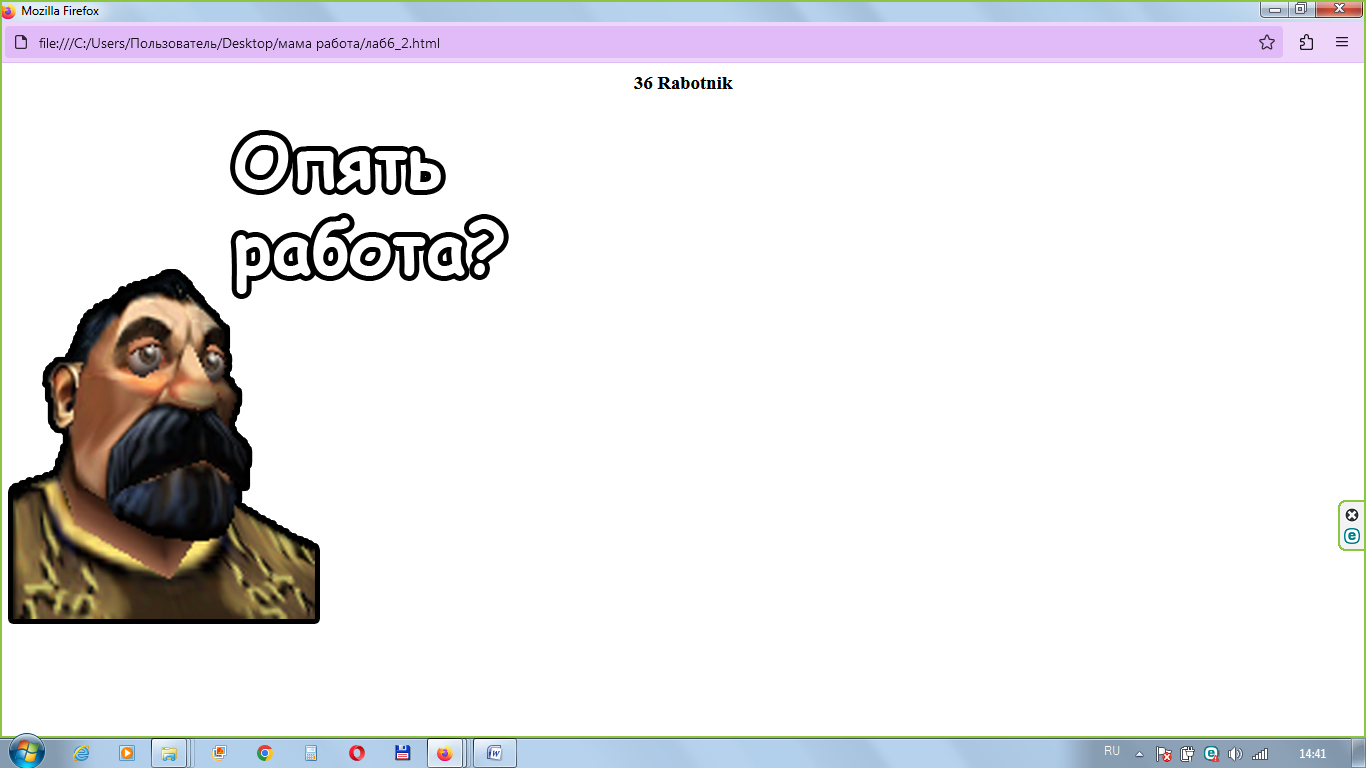 Mozilla Firefox
file:///C:/Users/Пользователь/Desktop/мама работа/лаб6_2.html
36 Rabotnik
Опять
работа?
RU
14:41